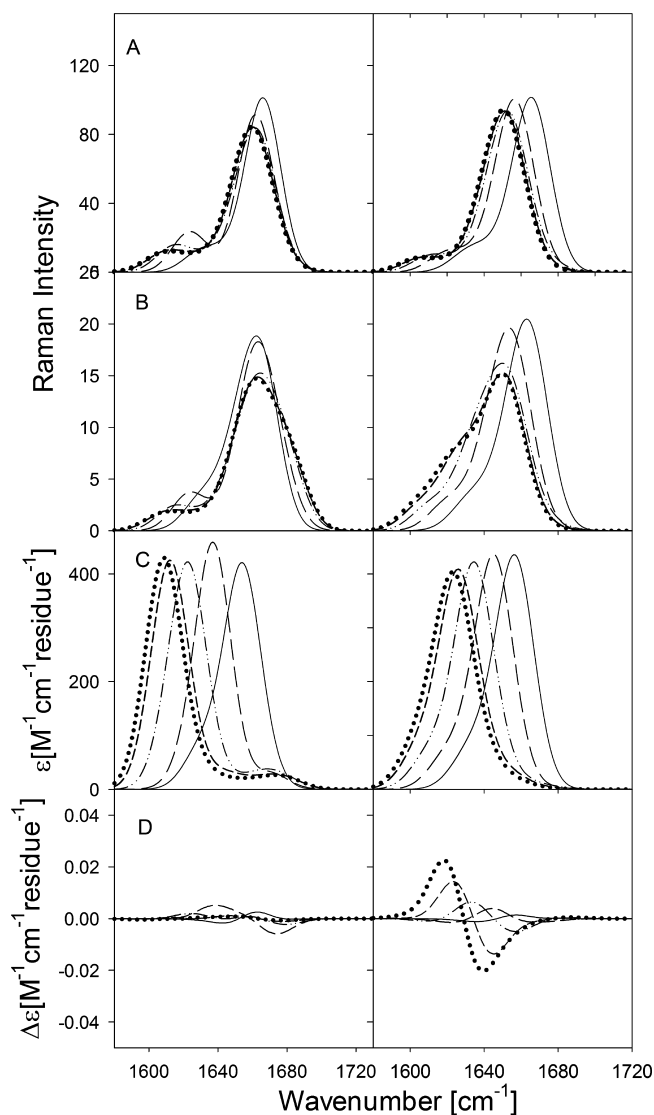 A
120
80
40
Raman Intensity
B
20
15
10
5
0
C
ε[M⁻¹cm⁻¹residue⁻¹]
400
200
0
D
Δε[M⁻¹cm⁻¹residue⁻¹]
0.04
0.02
0.00
-0.02
-0.04
1600 1640 1680 1720 1600 1640 1680 1720
Wavenumber [cm⁻¹]